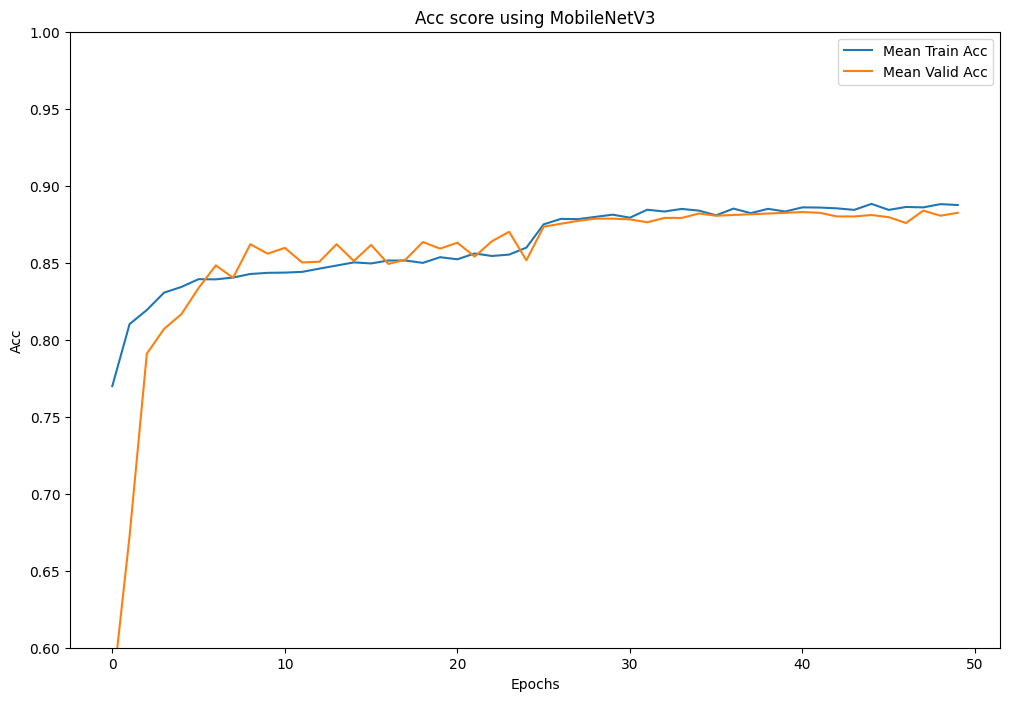 Acc score using MobileNetV3
Mean Train Acc
Mean Valid Acc
1.00
0.95
0.90
0.85
0.80
0.75
0.70
0.65
0.60
Acc
0 10 20 30 40 50
Epochs